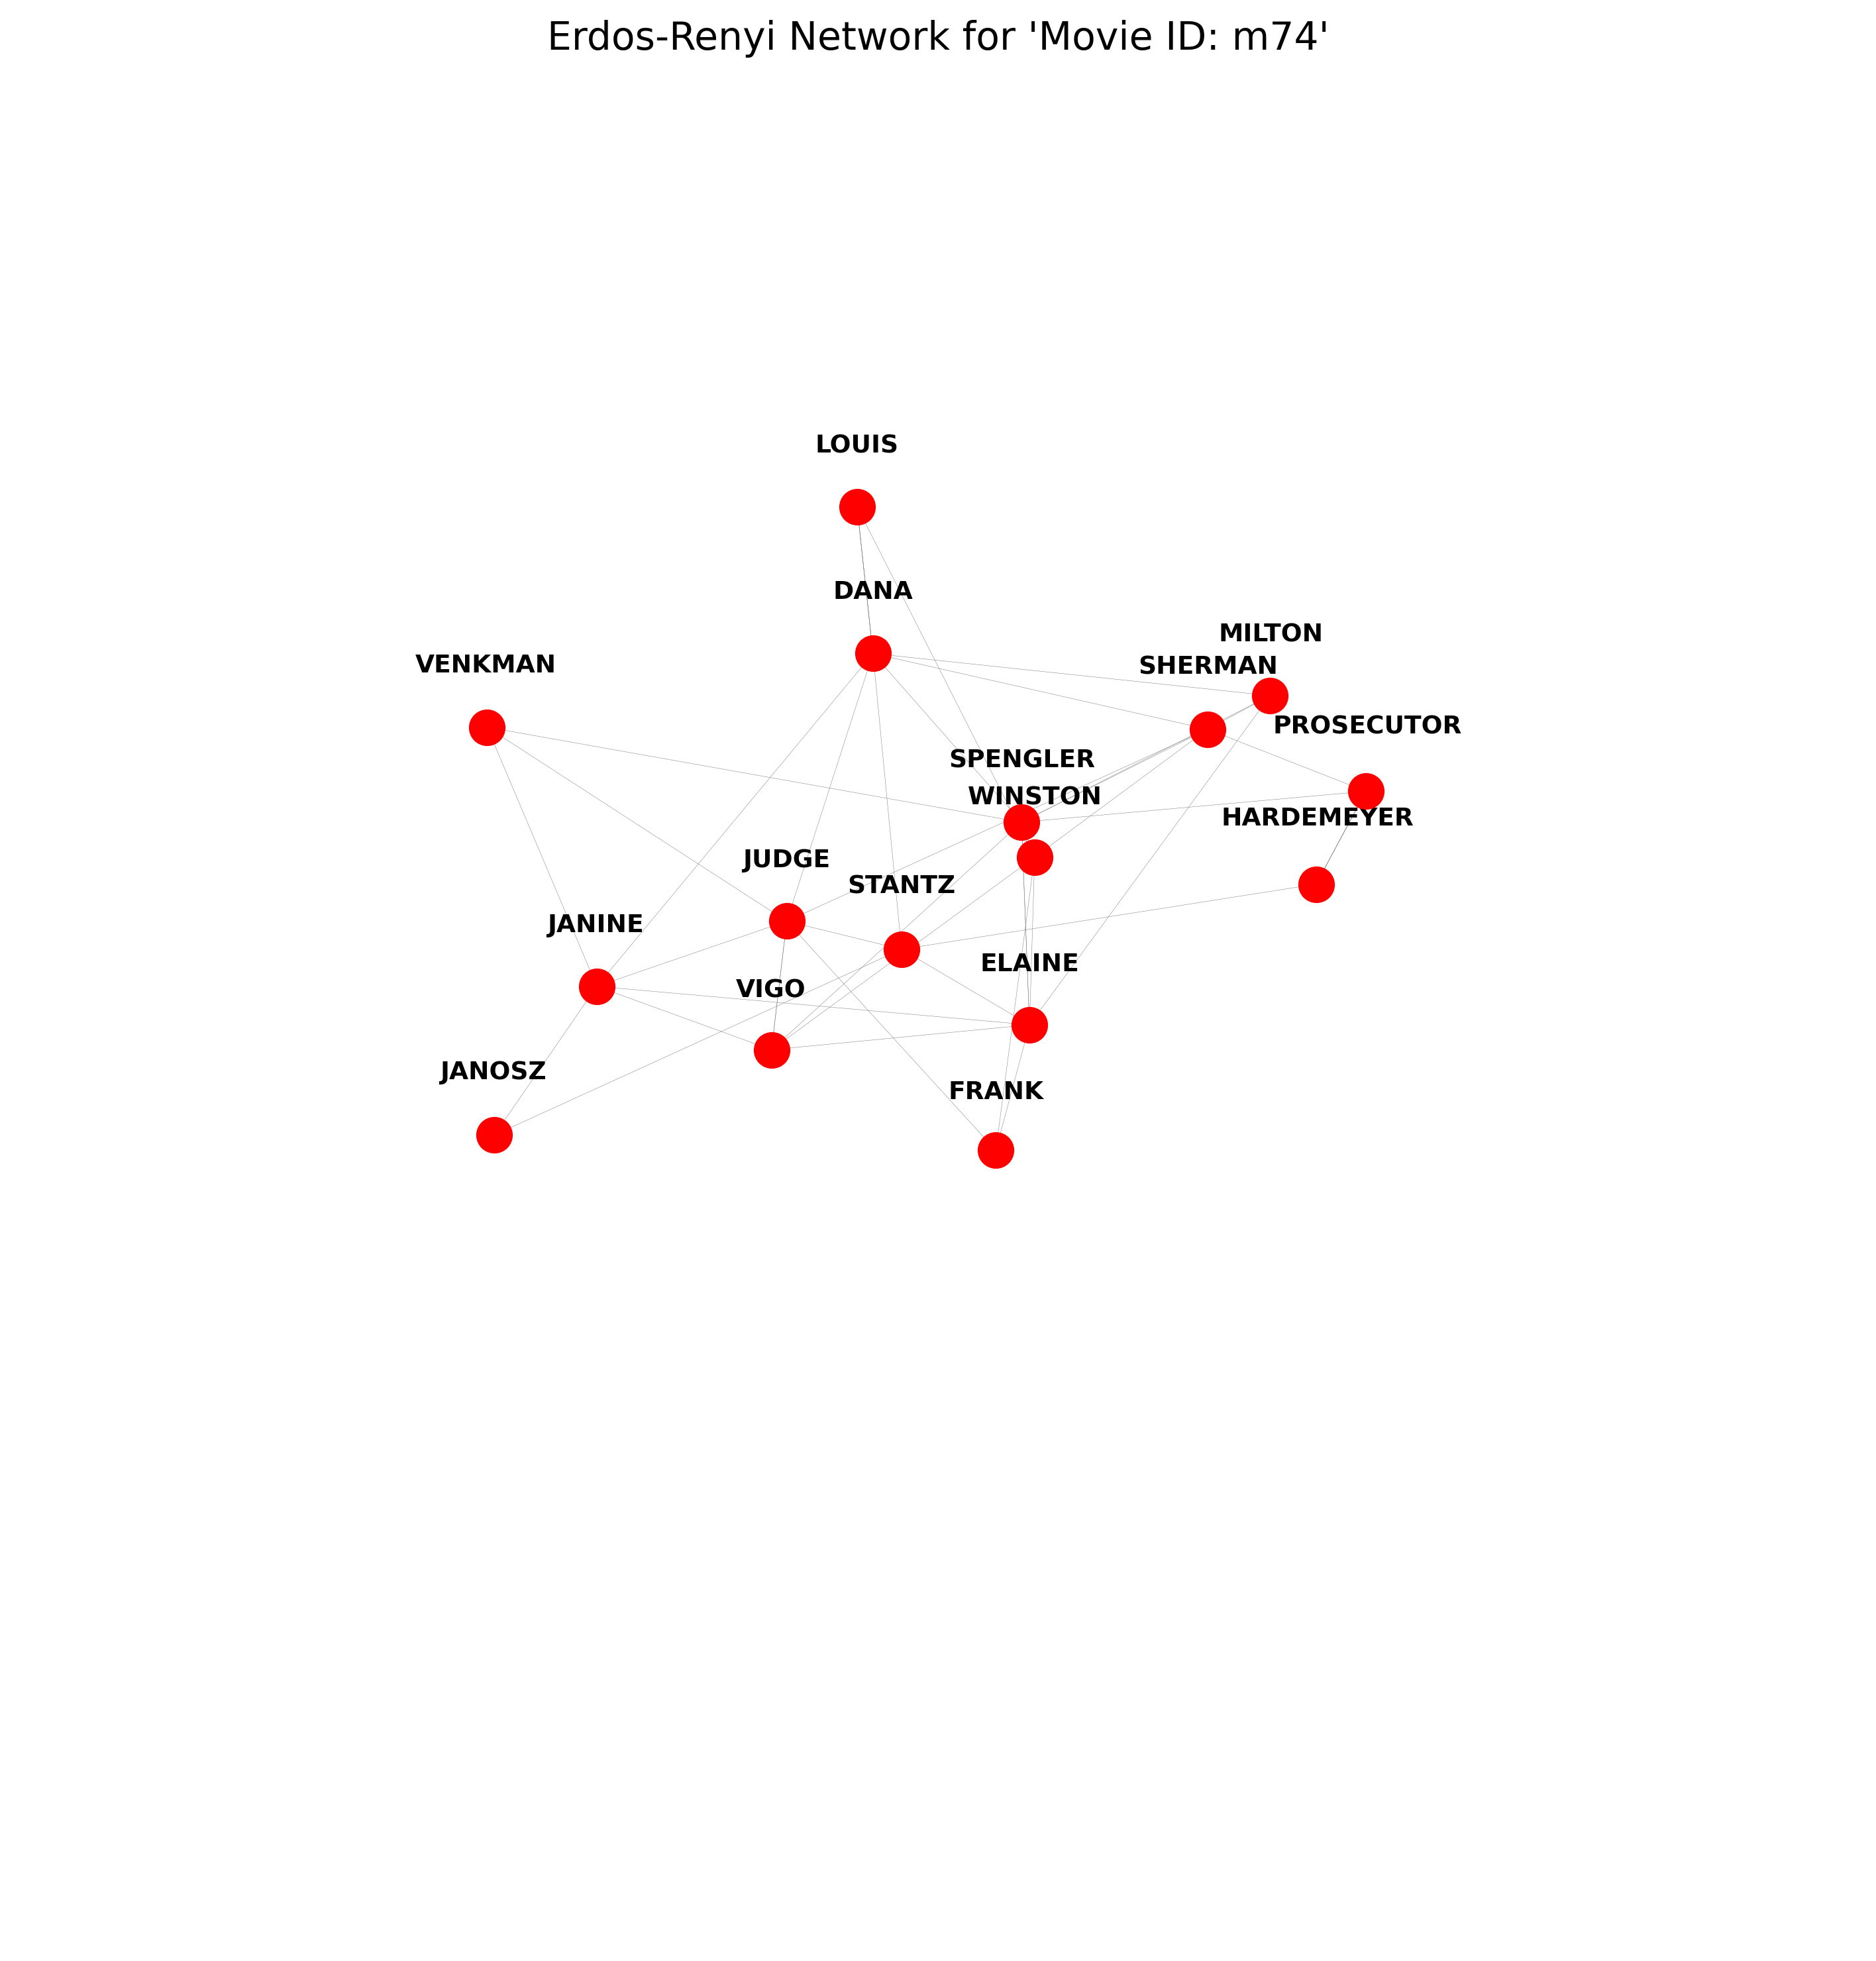 Erdos-Renyi Network for 'Movie ID: m74'
LOUIS
DANA
MILTON
VENKMAN
SHERMAN
PROSECUTOR
SPENGLER
WINSTON
HARDEMEYER
JUDGE
STANTZ
JANINE
ELAINE
VIGO
JANOSZ
FRANK